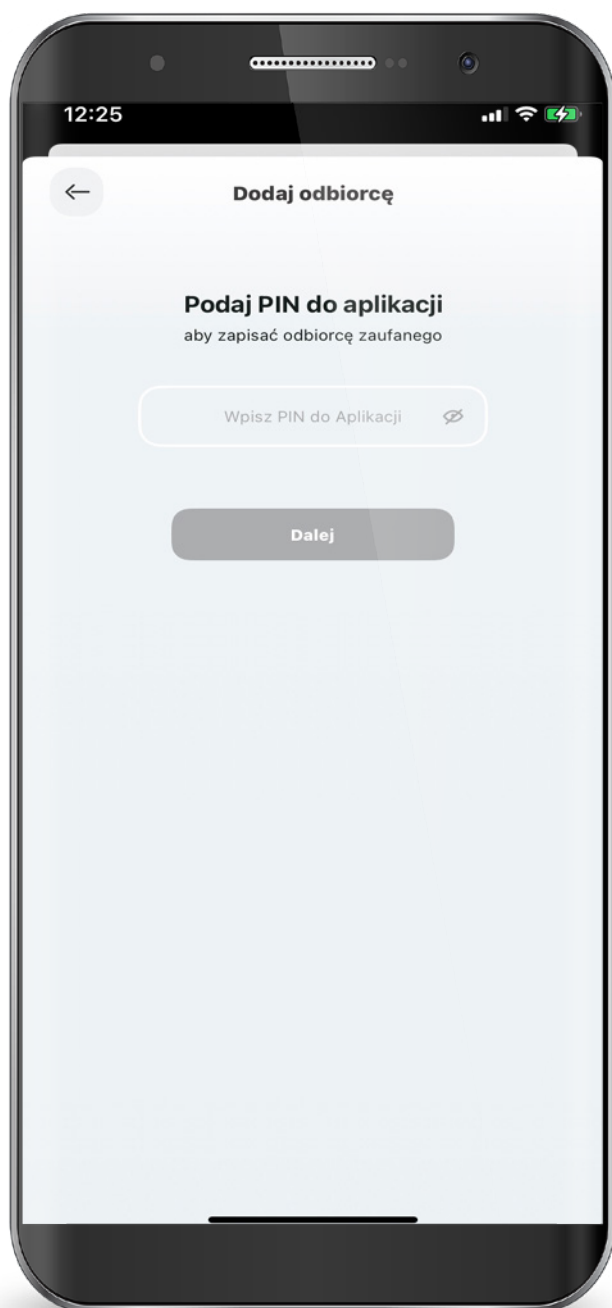 12:25
Dodaj odbiorcę
Podaj PIN do aplikacji
aby zapisać odbiorcę zaufanego
Wpisz PIN do Aplikacji
Dalej